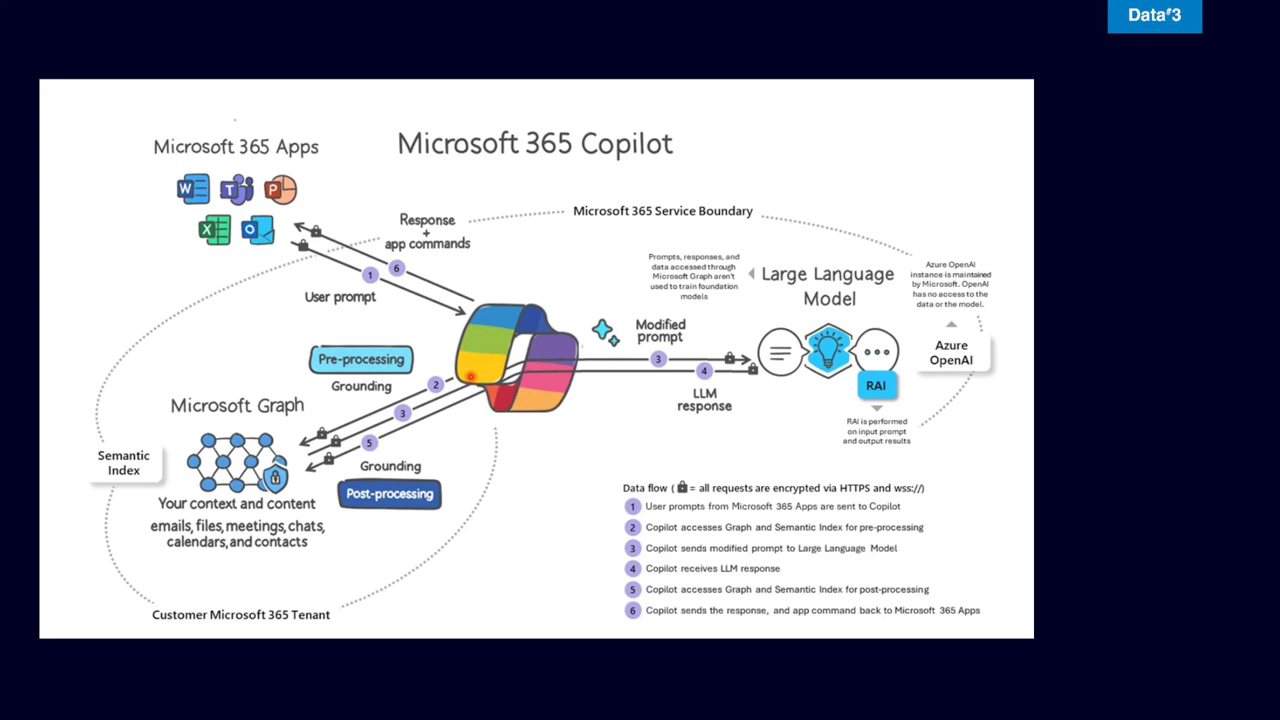 Data#3
Microsoft 365 Apps
Microsoft 365 Copilot
W
T
P
X
O
Response
+
app commands
Microsoft 365 Service Boundary
6
1
User prompt
Prompts, responses, and
data accessed through
Microsoft Graph aren't
used to train foundation
models
Large Language
Model
Azure OpenAI
instance is maintained
by Microsoft. OpenAI
has no access to the
data or the model.
Modified
prompt
3
4
LLM
response
Azure
OpenAI
RAI
RAI is performed
on input prompt
and output results
Pre-processing
Grounding
2
3
5
Microsoft Graph
Semantic
Index
Grounding
Post-processing
Your context and content
emails, files, meetings, chats,
calendars, and contacts
Customer Microsoft 365 Tenant
Data flow ( = all requests are encrypted via HTTPS and wss://)
1 User prompts from Microsoft 365 Apps are sent to Copilot
2 Copilot accesses Graph and Semantic Index for pre-processing
3 Copilot sends modified prompt to Large Language Model
4 Copilot receives LLM response
5 Copilot accesses Graph and Semantic Index for post-processing
6 Copilot sends the response, and app command back to Microsoft 365 Apps